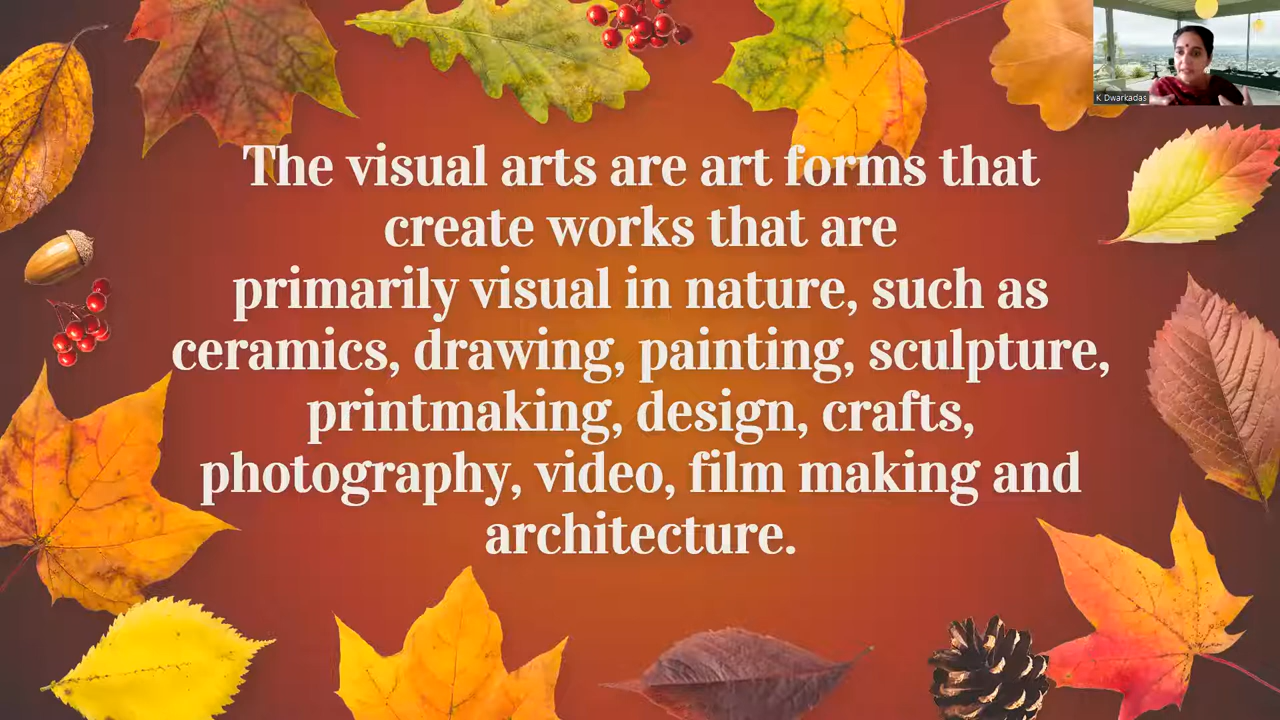 K Dwarkadas
The visual arts are art forms that
create works that are
primarily visual in nature, such as
ceramics, drawing, painting, sculpture,
printmaking, design, crafts,
photography, video, film making and
architecture.